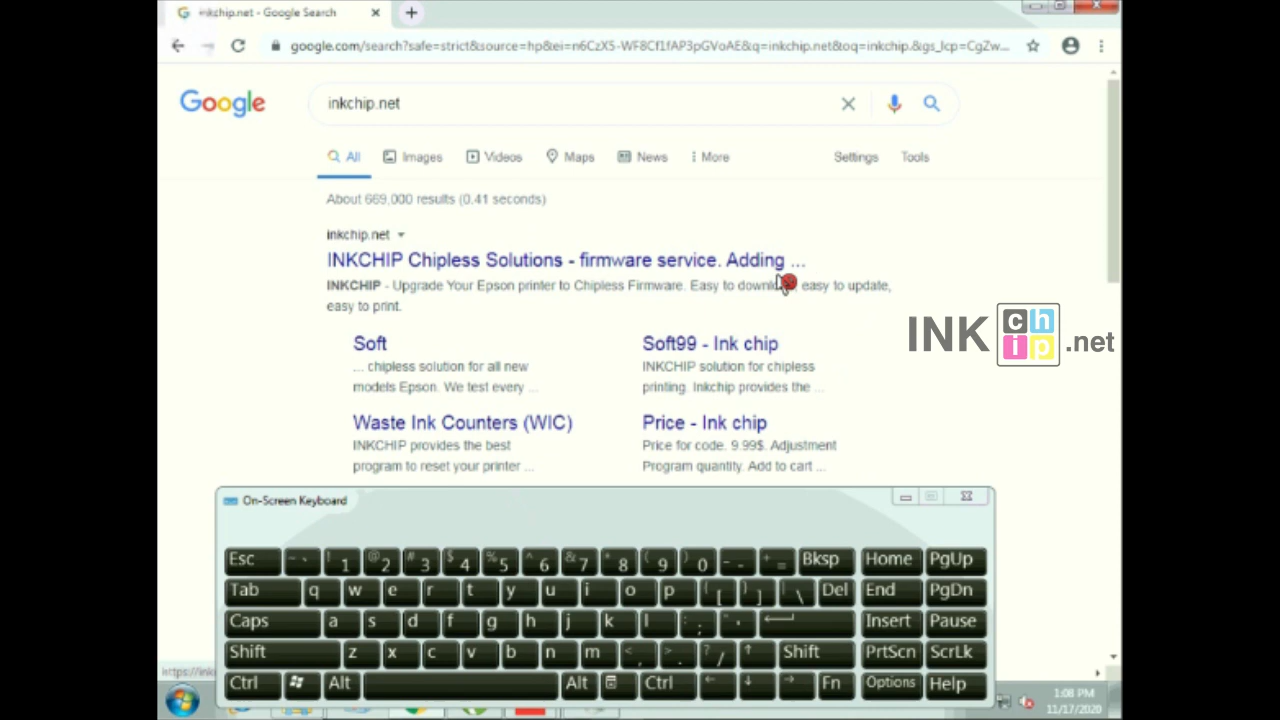 inkchip.net - Google Search
google.com/search?safe=strict&source=hp&ei=n6CzX5-WF8Cf1fAP3pGVoAE&q=inkchip.net&oq=inkchip.&gs_lcp=CgZw...
Google
inkchip.net
All Images Videos Maps News More Settings Tools
About 669,000 results (0.41 seconds)
inkchip.net
INKCHIP Chipless Solutions - firmware service. Adding ...
INKCHIP - Upgrade Your Epson printer to Chipless Firmware. Easy to easy to update,
easy to print.
INK chip .net
Soft Soft99 - Ink chip
... chipless solution for all new INKCHIP solution for chipless
models Epson. We test every ... printing. Inkchip provides the ...
Waste Ink Counters (WIC) Price - Ink chip
INKCHIP provides the best Price for code. 9.99$. Adjustment
program to reset your printer ... Program quantity. Add to cart ...
On-Screen Keyboard
Esc ~ ` ! 1 @ 2 # 3 $ 4 % 5 ^ 6 & 7 * 8 ( 9 ) 0 _ - + = Bksp Home PgUp
Tab q w e r t y u i o p { [ } ] | \ Del End PgDn
Caps a s d f g h j k l : ; " ' Insert Pause
Shift z x c v b n m < , > . ? / ↑ Shift PrtScn ScrLk
Ctrl Alt Alt Ctrl ← ↓ → Fn Options Help
https://ink
1:08 PM
11/17/2020